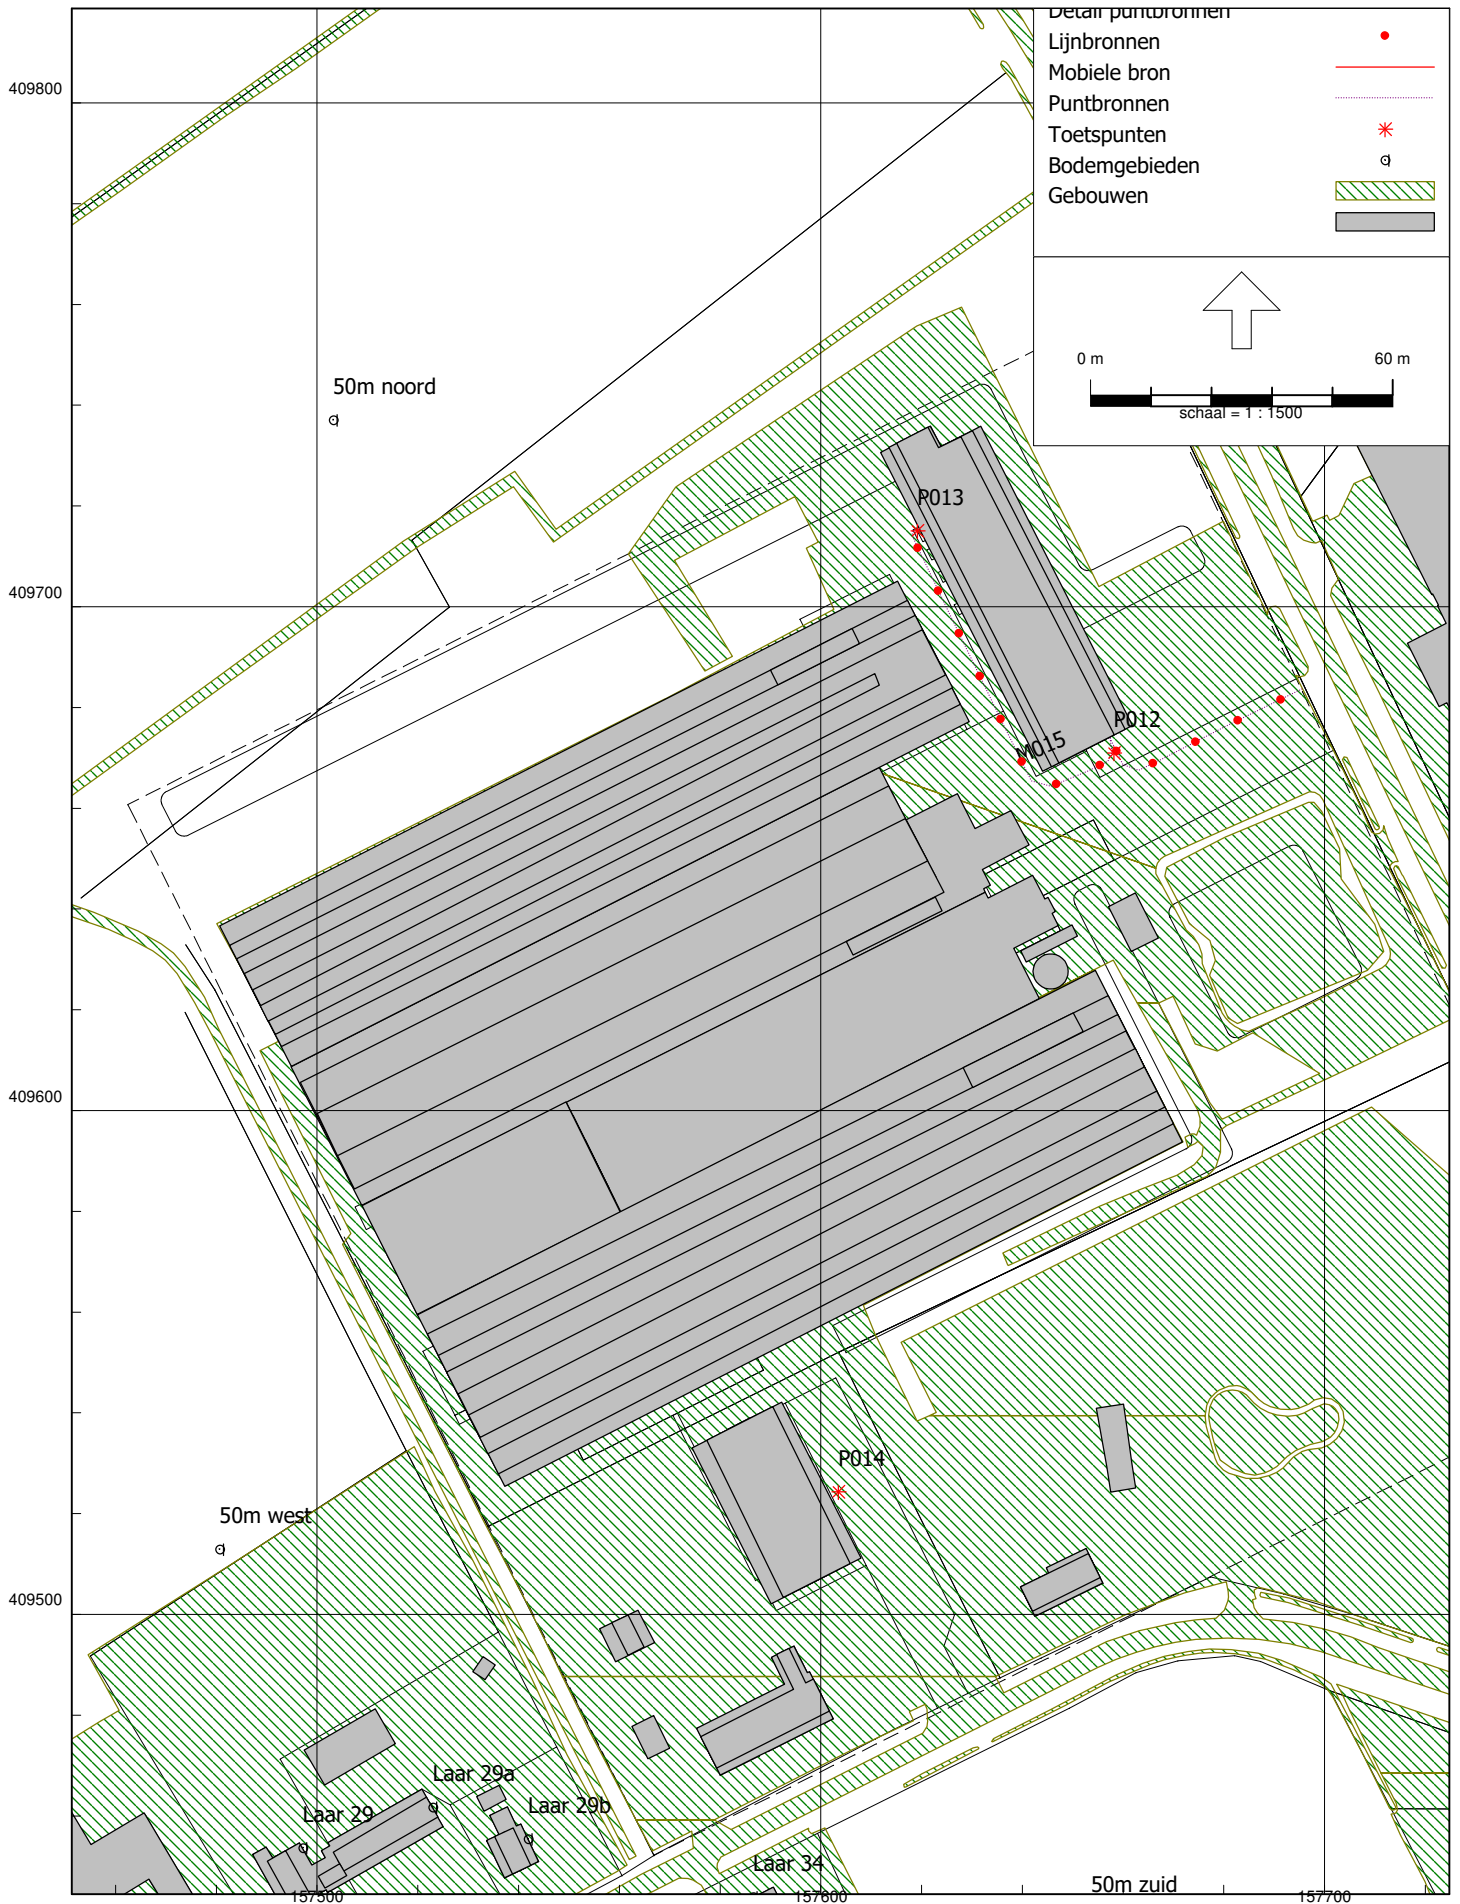 Detail puntbronnen
Lijnbronnen
Mobiele bron
Puntbronnen
Toetspunten
Bodemgebieden
Gebouwen
0 m 60 m
schaal = 1 : 1500
409800
50m noord
P013
409700
P012
M015
409600
P014
50m west
409500
Laar 29a
Laar 29b
Laar 29
Laar 34
50m zuid
157500 157600 157700